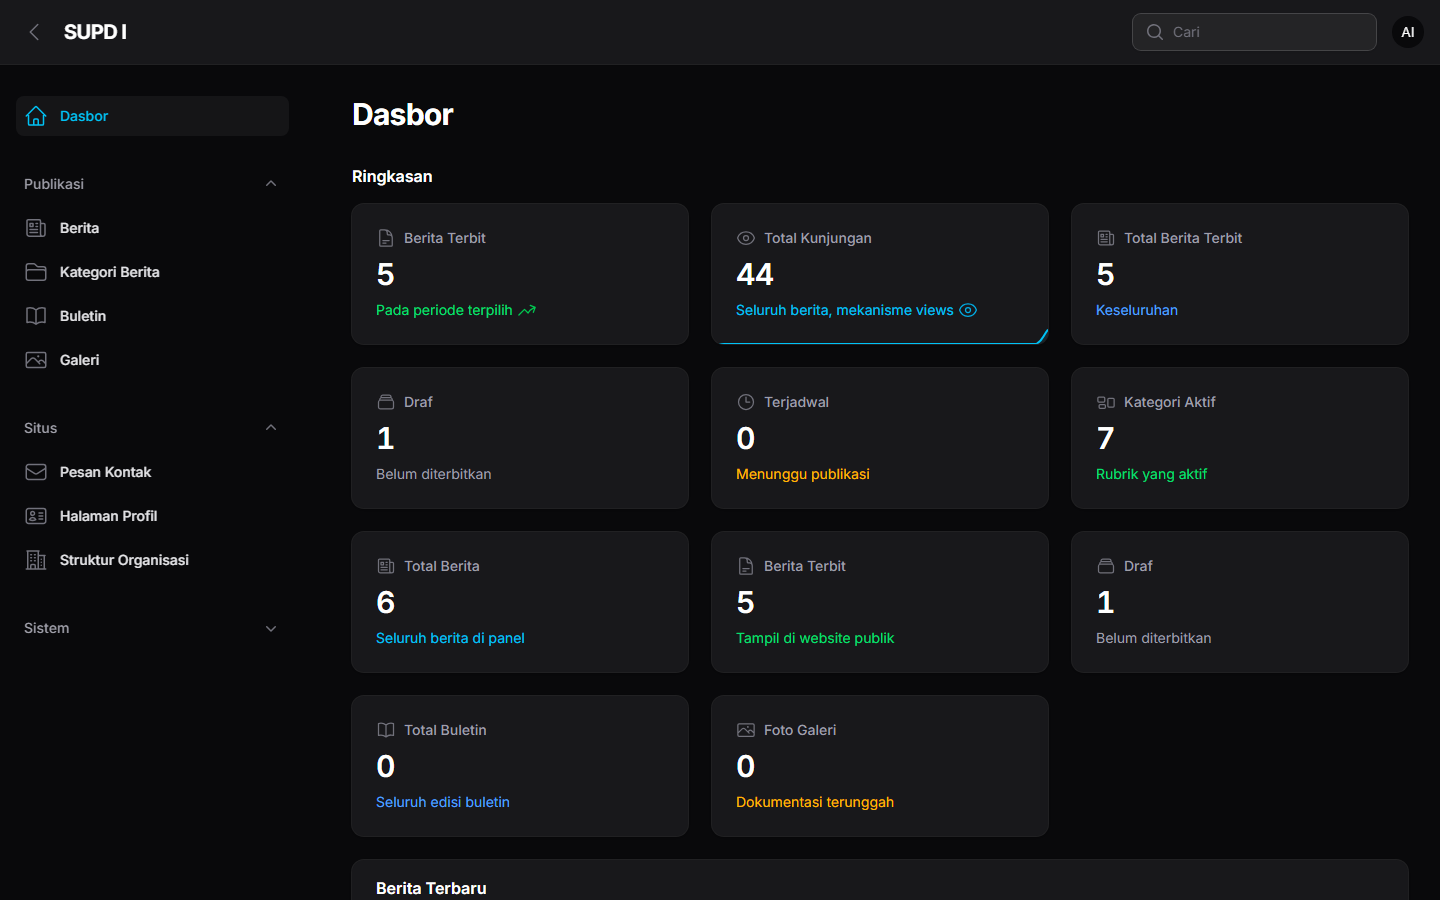 SUPD I
Cari
AI
Dasbor
Publikasi
Berita
Kategori Berita
Buletin
Galeri
Situs
Pesan Kontak
Halaman Profil
Struktur Organisasi
Sistem
Dasbor
Ringkasan
Berita Terbit
5
Pada periode terpilih
Total Kunjungan
44
Seluruh berita, mekanisme views
Total Berita Terbit
5
Keseluruhan
Draf
1
Belum diterbitkan
Terjadwal
0
Menunggu publikasi
Kategori Aktif
7
Rubrik yang aktif
Total Berita
6
Seluruh berita di panel
Berita Terbit
5
Tampil di website publik
Draf
1
Belum diterbitkan
Total Buletin
0
Seluruh edisi buletin
Foto Galeri
0
Dokumentasi terunggah
Berita Terbaru